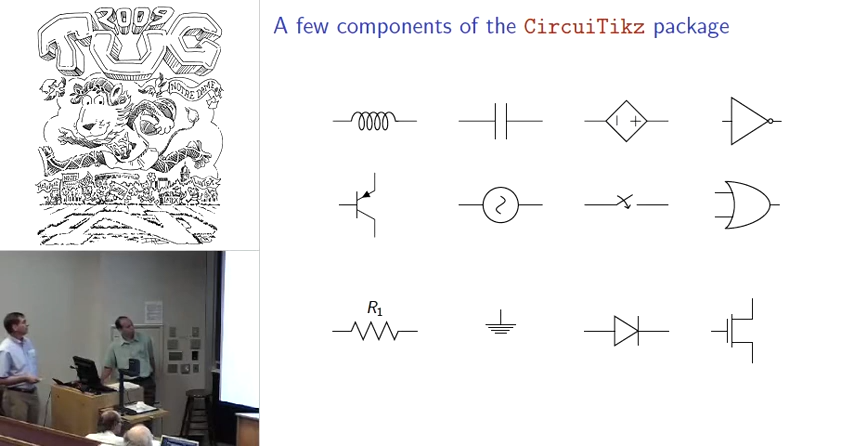 2009
TUG
NOTRE DAME
A few components of the CircuiTikz package
R1